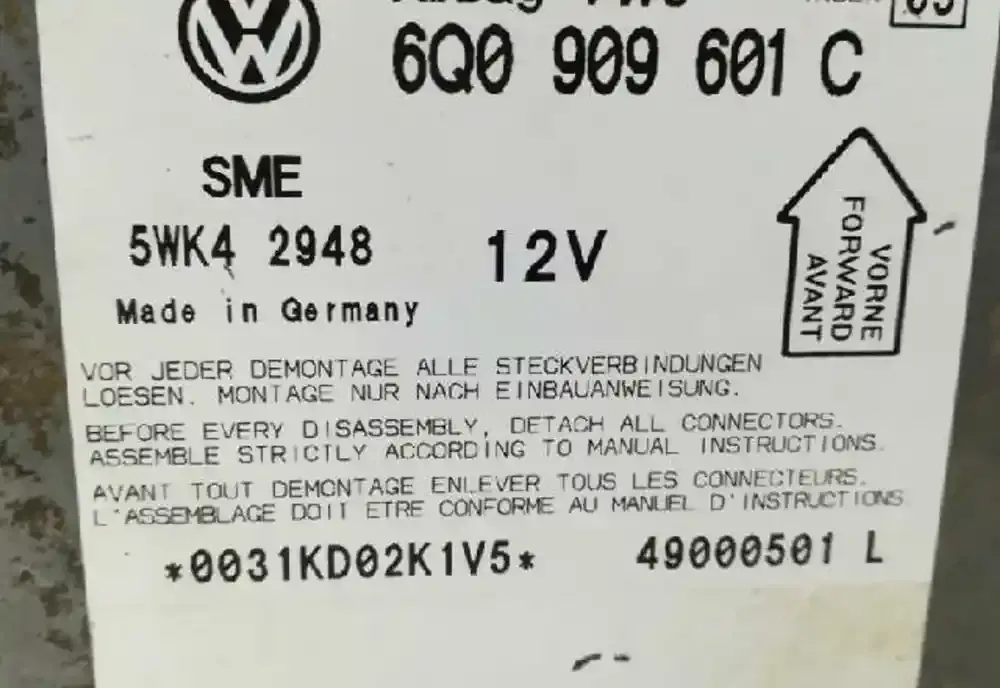 Airbag VW6
6Q0 909 601 C
SME
5WK4 2948 12V
Made in Germany
VORNE
FORWARD
AVANT
VOR JEDER DEMONTAGE ALLE STECKVERBINDUNGEN
LOESEN. MONTAGE NUR NACH EINBAUANWEISUNG.
BEFORE EVERY DISASSEMBLY, DETACH ALL CONNECTORS.
ASSEMBLE STRICTLY ACCORDING TO MANUAL INSTRUCTIONS.
AVANT TOUT DEMONTAGE ENLEVER TOUS LES CONNECTEURS.
L'ASSEMBLAGE DOIT ETRE CONFORME AU MANUEL D'INSTRUCTIONS
*0031KD02K1V5* 49000501 L